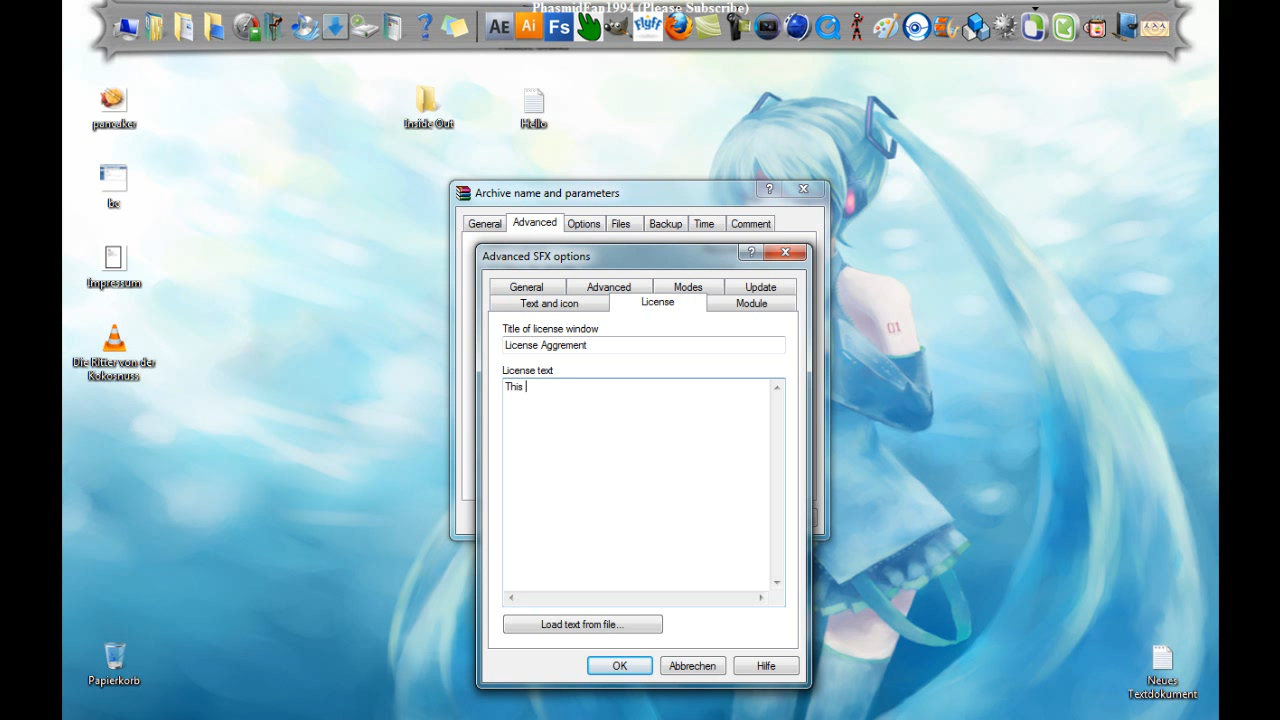 PhasmidFan1994 (Please Subscribe)
AE
Ai
Fs
Fluff
pancaker
Inside Out
Hello
bc
Impressum
Die Ritter von der
Kokosnuss
Papierkorb
Neues
Textdokument
01
Archive name and parameters
General
Advanced
Options
Files
Backup
Time
Comment
Advanced SFX options
General
Advanced
Modes
Update
Text and icon
License
Module
Title of license window
License Aggrement
License text
This
Load text from file...
OK
Abbrechen
Hilfe